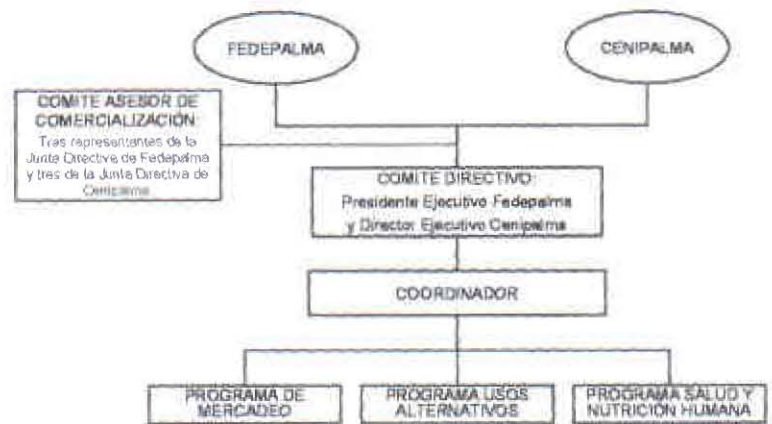 FEDEPALMA
CENIPALMA
COMITE ASESOR DE
COMERCIALIZACIÓN:
Tres representantes de la
Junta Directive de Fedepalma
y tres de la Junta Directiva de
Cenipalma
COMITE DIRECTIVO:
Presidente Ejecutivo Fedepalma
y Director Ejecutivo Cenipalma
COORDINADOR
PROGRAMA DE
MERCADEO
PROGRAMA USOS
ALTERNATIVOS
PROGRAMA SALUD Y
NUTRICIÓN HUMANA